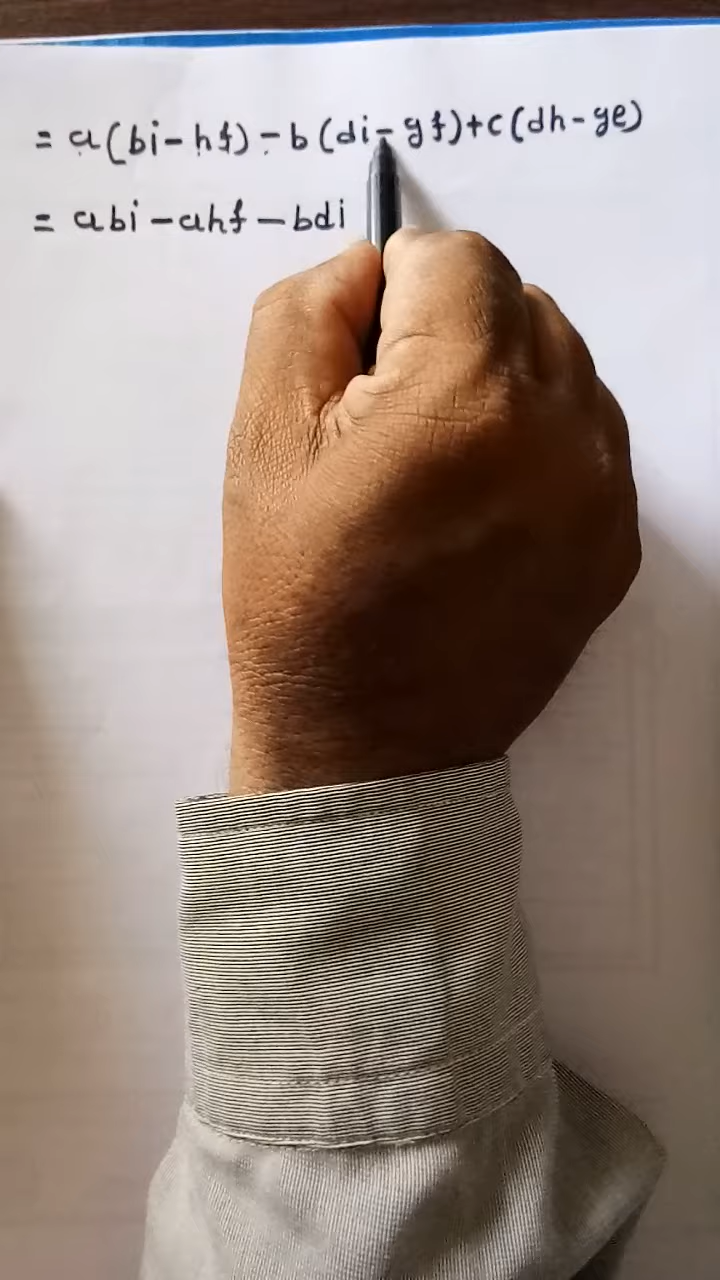 = a(bi-hf)-b(di-gf)+c(dh-ge)
= abi-ahf-bdi